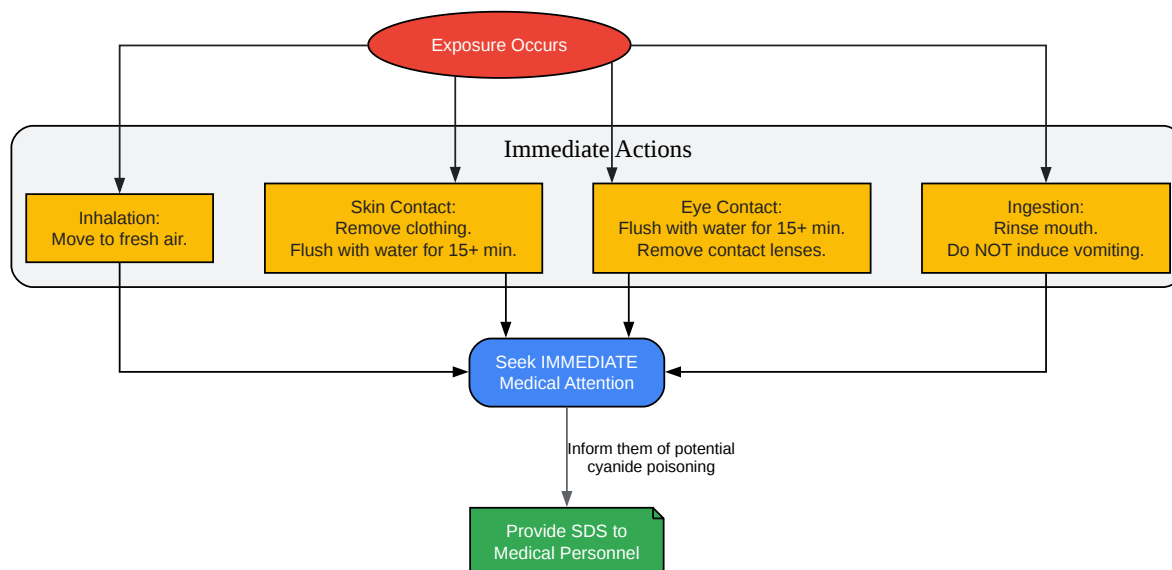 Exposure Occurs
Immediate Actions
Inhalation:
Move to fresh air.
Skin Contact:
Remove clothing.
Flush with water for 15+ min.
Eye Contact:
Flush with water for 15+ min.
Remove contact lenses.
Ingestion:
Rinse mouth.
Do NOT induce vomiting.
Seek IMMEDIATE
Medical Attention
Inform them of potential
cyanide poisoning
Provide SDS to
Medical Personnel